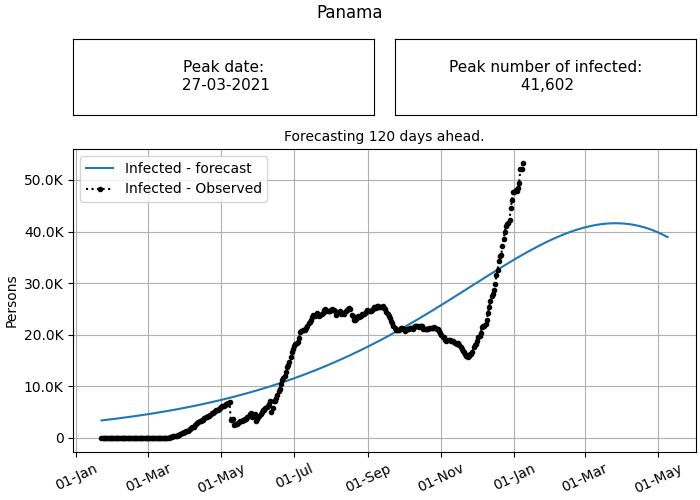 Panama
Peak date:
27-03-2021
Peak number of infected:
41,602
Forecasting 120 days ahead.
Infected - forecast
Infected - Observed
Persons
50.0K
40.0K
30.0K
20.0K
10.0K
0
01-Jan
01-Mar
01-May
01-Jul
01-Sep
01-Nov
01-Jan
01-Mar
01-May